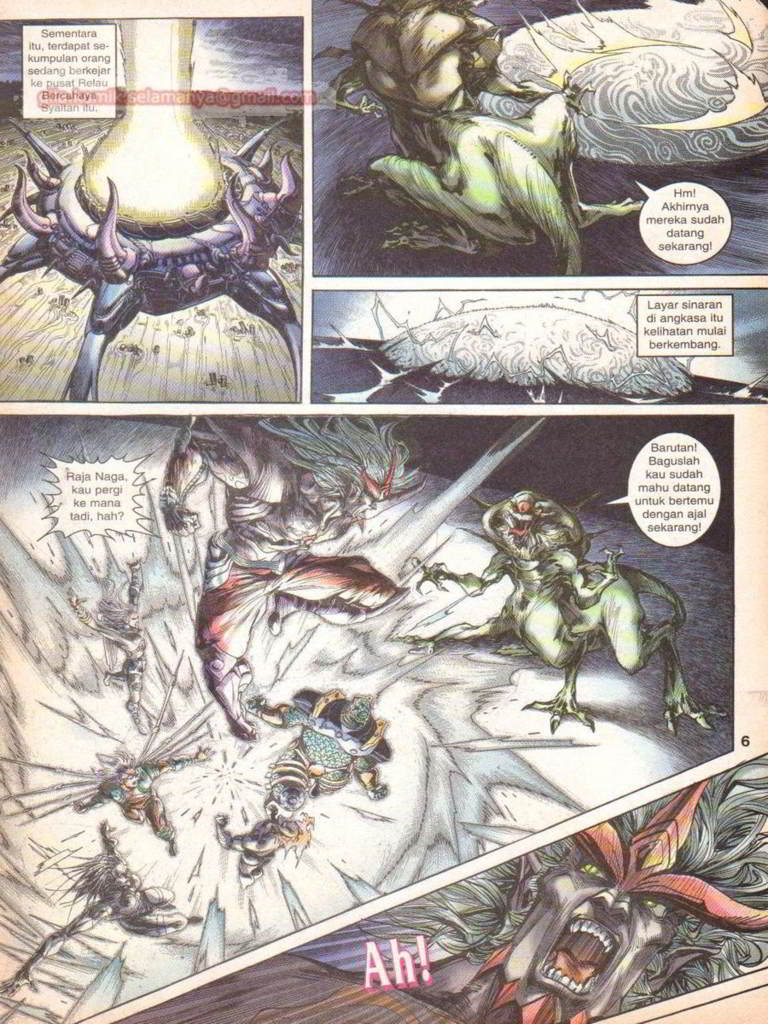 Sementara
itu, terdapat se-
kumpulan orang
sedang berkejar
ke pusat Relau
Bercahaya
Syaitan itu.
Hm!
Akhirnya
mereka sudah
datang
sekarang!
Layar sinaran
di angkasa itu
kelihatan mulai
berkembang.
Raja Naga,
kau pergi
ke mana
tadi, hah?
Barutan!
Baguslah
kau sudah
mahu datang
untuk bertemu
dengan ajal
sekarang!
6
Ah!